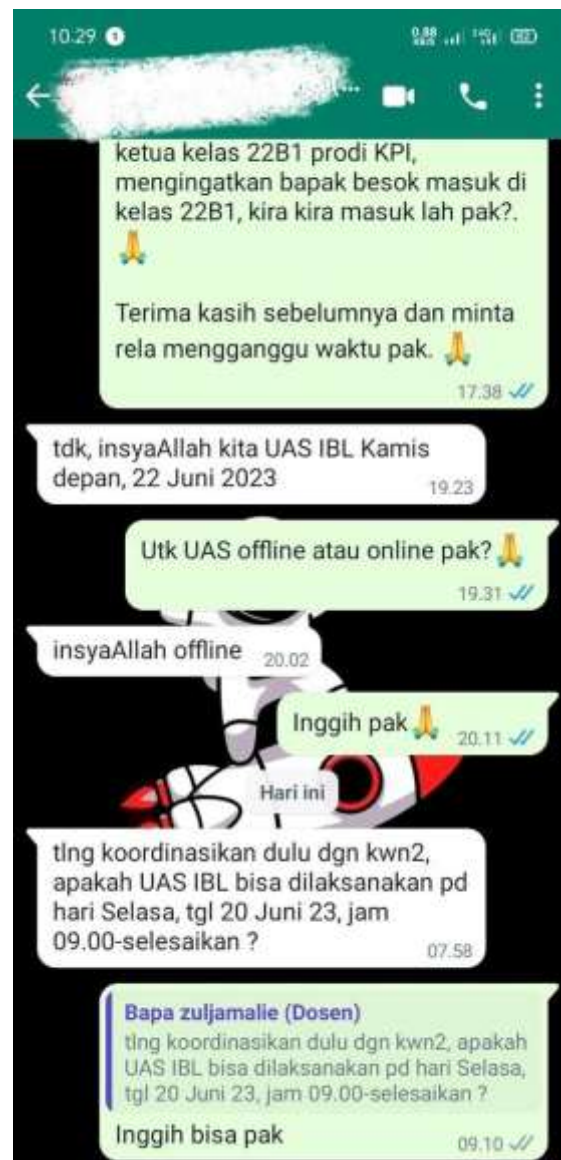 10.29 1
ketua kelas 22B1 prodi KPI,
mengingatkan bapak besok masuk di
kelas 22B1, kira kira masuk lah pak?.
🙏
Terima kasih sebelumnya dan minta
rela mengganggu waktu pak. 🙏
17.38
tdk, insyaAllah kita UAS IBL Kamis
depan, 22 Juni 2023
19.23
Utk UAS offline atau online pak?🙏
19.31
insyaAllah offline 20.02
Inggih pak🙏 20.11
Hari ini
tlng koordinasikan dulu dgn kwn2,
apakah UAS IBL bisa dilaksanakan pd
hari Selasa, tgl 20 Juni 23, jam
09.00-selesaikan ?
07.58
Bapa zuljamalie (Dosen)
tlng koordinasikan dulu dgn kwn2, apakah
UAS IBL bisa dilaksanakan pd hari Selasa,
tgl 20 Juni 23, jam 09.00-selesaikan ?
Inggih bisa pak 09.10